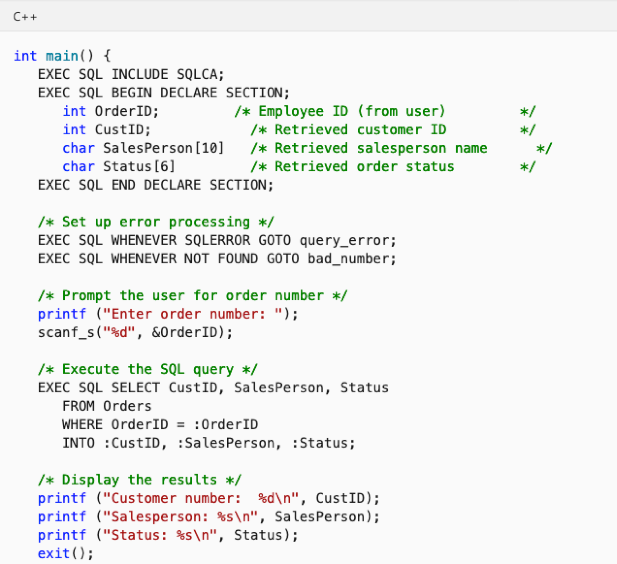 C++
int main() {
   EXEC SQL INCLUDE SQLCA;
   EXEC SQL BEGIN DECLARE SECTION;
      int OrderID;         /* Employee ID (from user)         */
      int CustID;            /* Retrieved customer ID         */
      char SalesPerson[10]   /* Retrieved salesperson name      */
      char Status[6]         /* Retrieved order status        */
   EXEC SQL END DECLARE SECTION;

   /* Set up error processing */
   EXEC SQL WHENEVER SQLERROR GOTO query_error;
   EXEC SQL WHENEVER NOT FOUND GOTO bad_number;

   /* Prompt the user for order number */
   printf ("Enter order number: ");
   scanf_s("%d", &OrderID);

   /* Execute the SQL query */
   EXEC SQL SELECT CustID, SalesPerson, Status
      FROM Orders
      WHERE OrderID = :OrderID
      INTO :CustID, :SalesPerson, :Status;

   /* Display the results */
   printf ("Customer number:  %d\n", CustID);
   printf ("Salesperson: %s\n", SalesPerson);
   printf ("Status: %s\n", Status);
   exit();